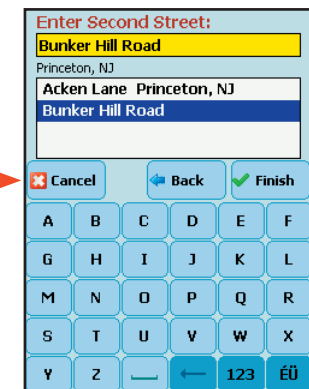 Enter Second Street:
Bunker Hill Road
Princeton, NJ
Acken Lane Princeton, NJ
Bunker Hill Road
Cancel Back Finish
A B C D E F
G H I J K L
M N O P Q R
S T U V W X
Y Z 123 ÉÜ